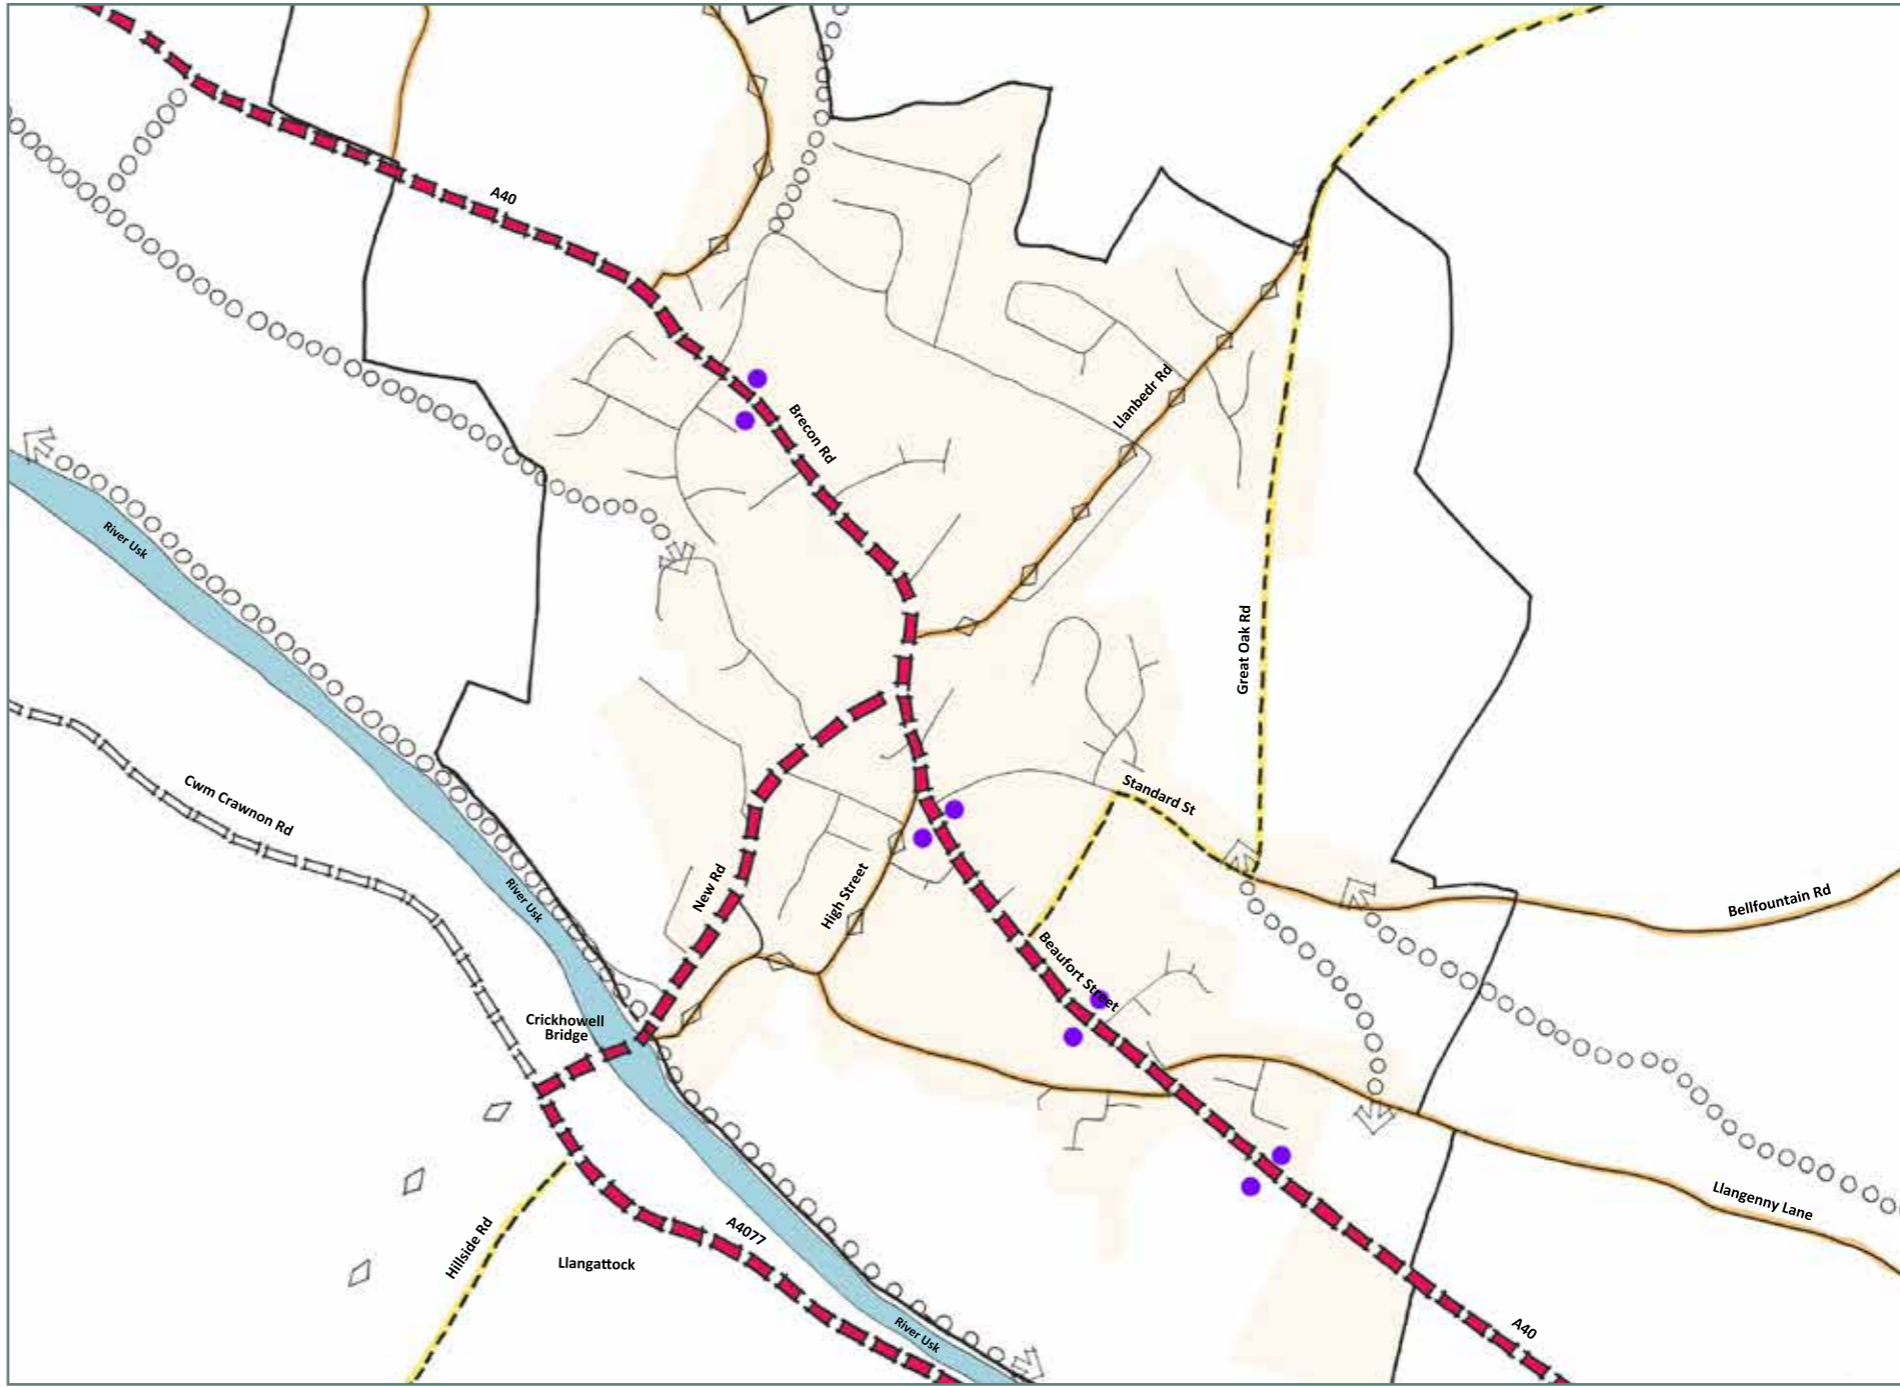 A40
Brecon Rd
Llanbedr Rd
River Usk
Great Oak Rd
Cwm Crawnon Rd
Standard St
New Rd
High Street
River Usk
Bellfountain Rd
Beaufort Street
Crickhowell
Bridge
Llangenny Lane
Hillside Rd
A4077
Llangattock
River Usk
A40